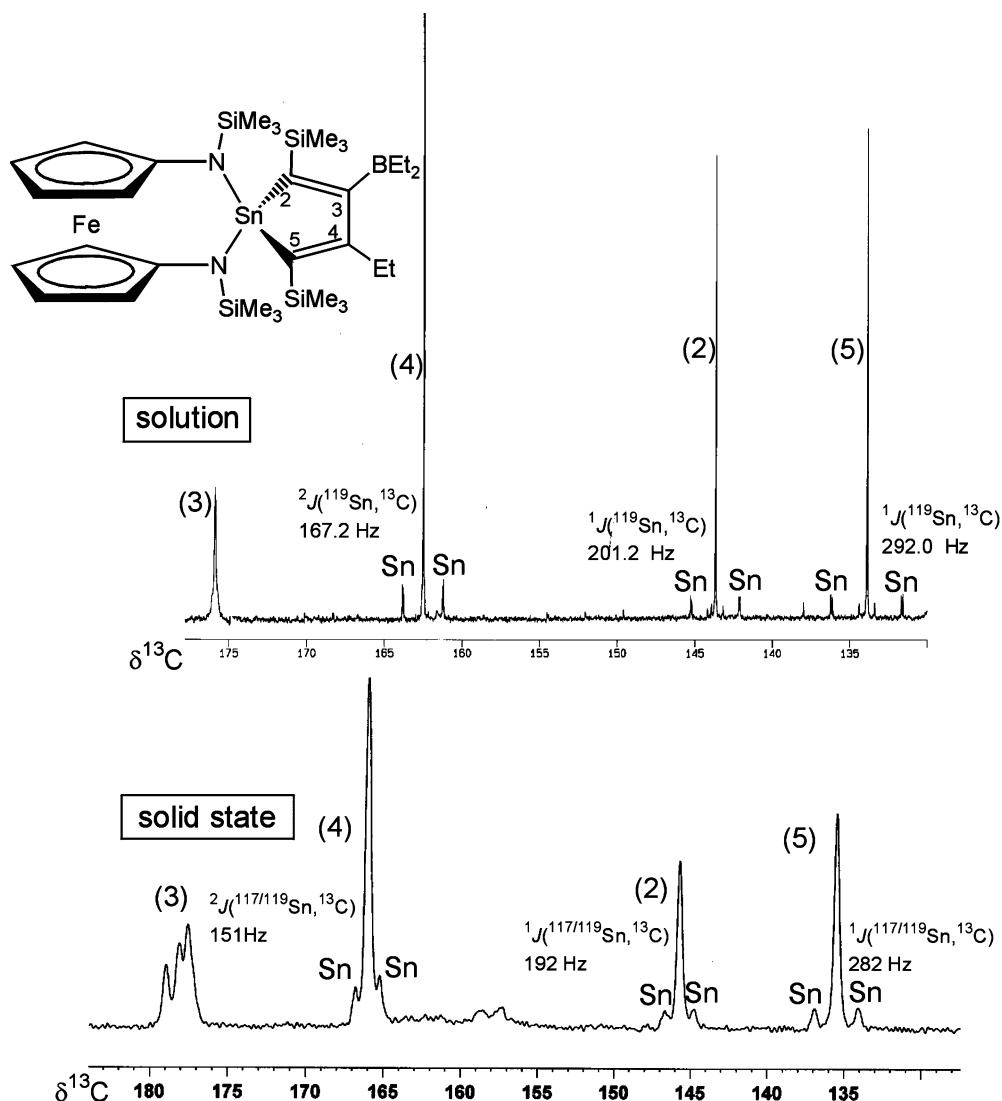 SiMe3
SiMe3
BEt2
N
2
3
Sn
Fe
5
4
N
Et
SiMe3
SiMe3
(4)
(2)
(5)
solution
(3)
2J(119Sn,13C)
167.2 Hz
1J(119Sn,13C)
201.2 Hz
1J(119Sn,13C)
292.0 Hz
Sn
Sn
Sn
Sn
Sn
Sn
δ13C
175
170
165
160
155
150
145
140
135
solid state
(4)
(5)
(3)
2J(117/119Sn,13C)
151Hz
(2)
1J(117/119Sn,13C)
192 Hz
1J(117/119Sn,13C)
282 Hz
Sn
Sn
Sn
Sn
Sn
Sn
δ13C
180
175
170
165
160
155
150
145
140
135